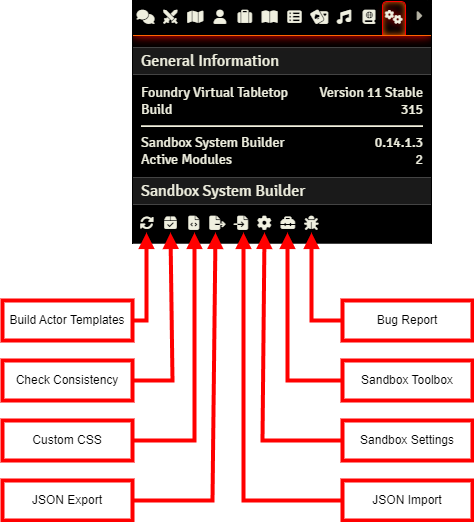 General Information
Foundry Virtual Tabletop Version 11 Stable
Build 315
Sandbox System Builder 0.14.1.3
Active Modules 2
Sandbox System Builder
Build Actor Templates
Bug Report
Check Consistency
Sandbox Toolbox
Custom CSS
Sandbox Settings
JSON Export
JSON Import